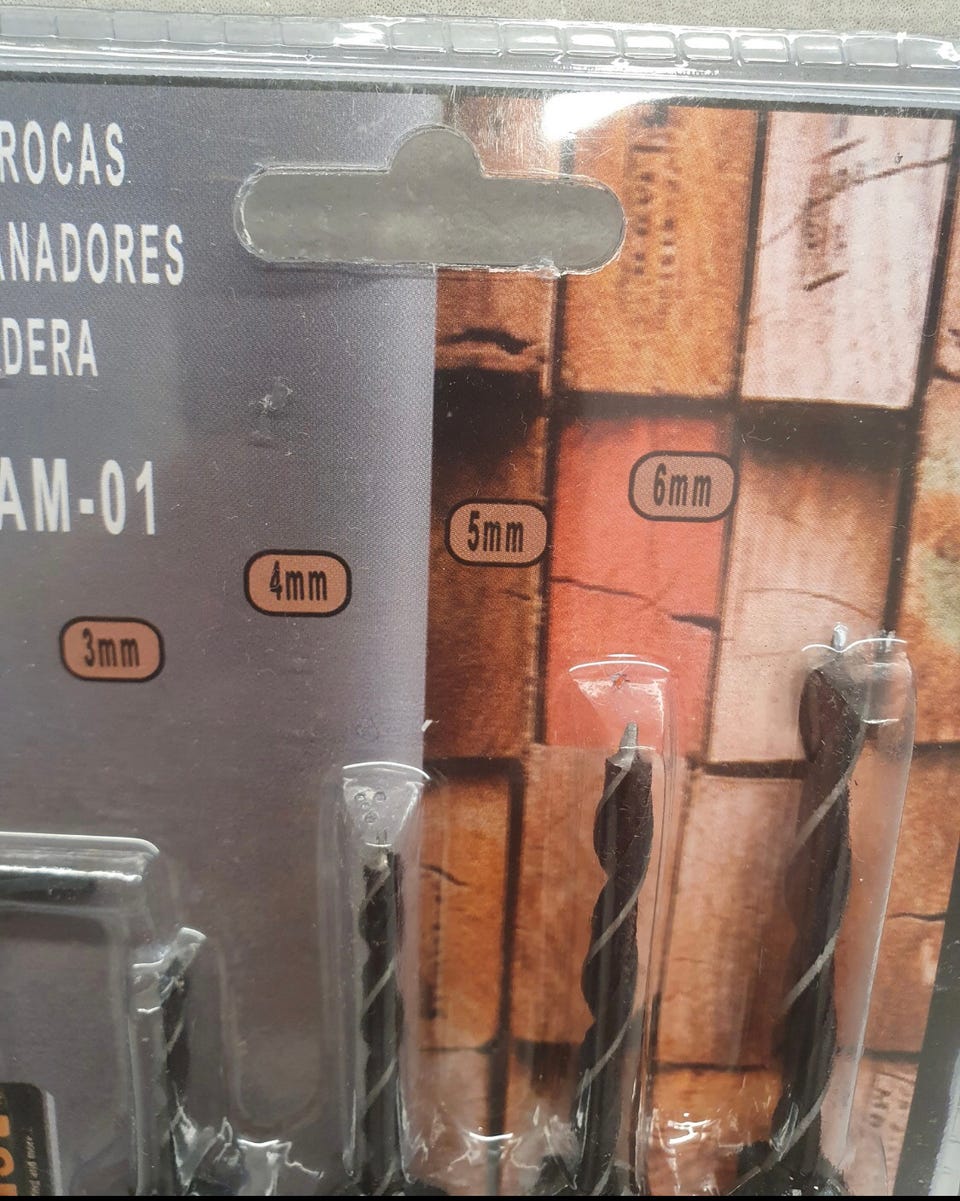 ROCAS
ANADORES
DERA
AM-01
6mm
5mm
4mm
3mm